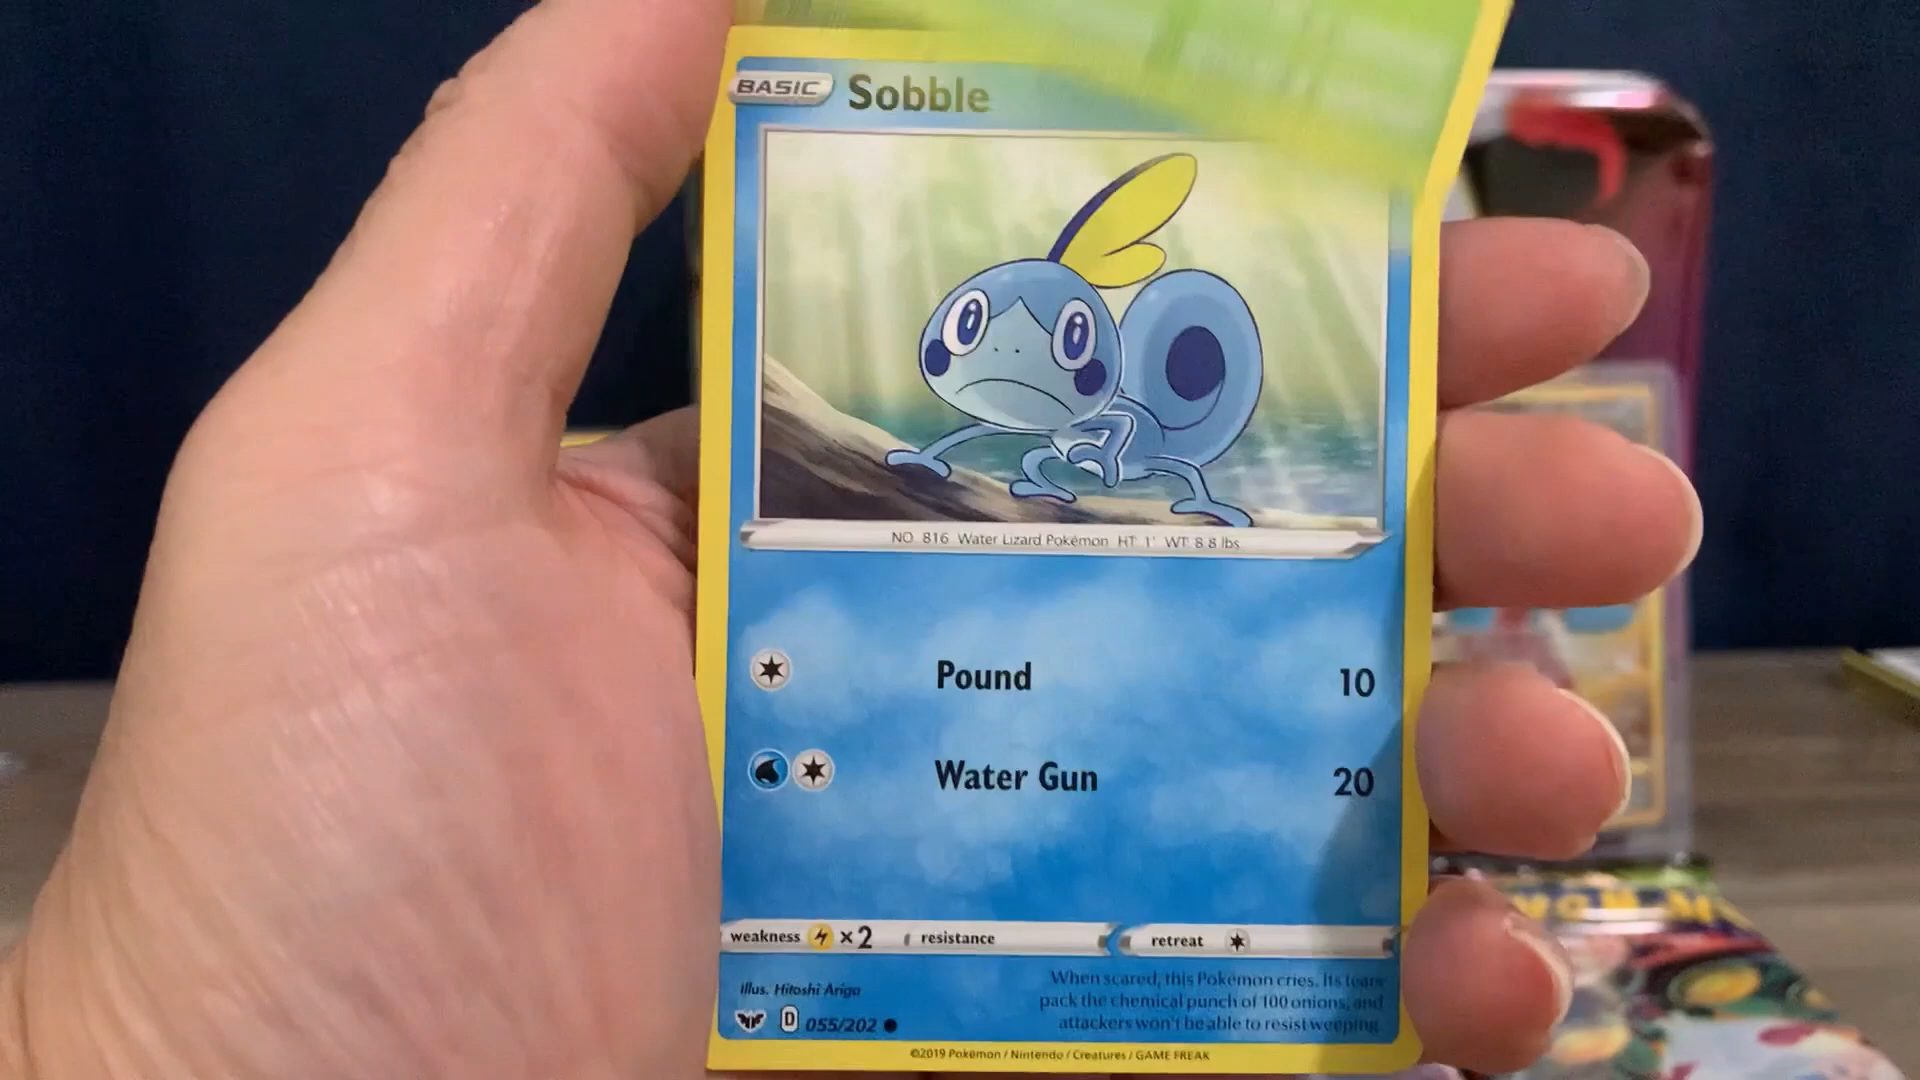 BASIC Sobble
NO. 816 Water Lizard Pokémon HT: 1' WT: 8.8 lbs
Pound 10
Water Gun 20
weakness ×2 resistance retreat
Illus. Hitoshi Ariga
When scared, this Pokémon cries. Its tears
pack the chemical punch of 100 onions, and
attackers won't be able to resist weeping.
D 055/202
©2019 Pokémon / Nintendo / Creatures / GAME FREAK